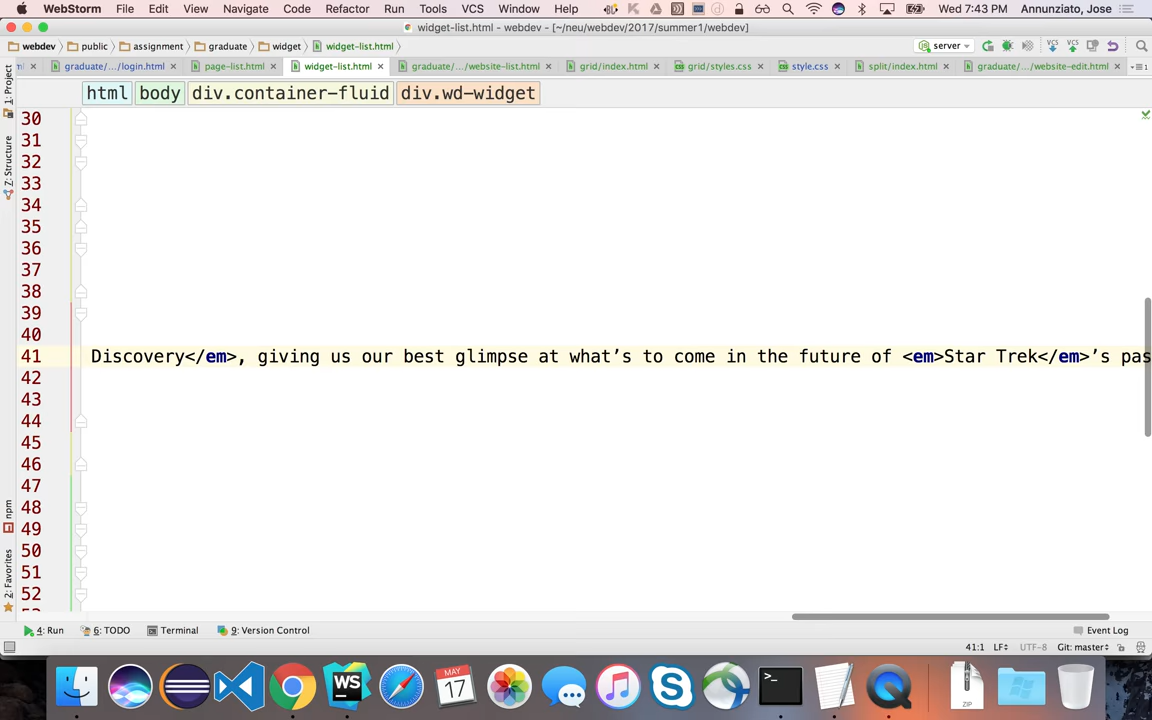 WebStorm File Edit View Navigate Code Refactor Run Tools VCS Window Help Wed 7:43 PM Annunziato, Jose
widget-list.html - webdev - [~/neu/webdev/2017/summer1/webdev]
webdev public assignment graduate widget widget-list.html server VCS VCS
graduate/.../login.html page-list.html widget-list.html graduate/.../website-list.html grid/index.html grid/styles.css style.css split/index.html graduate/.../website-edit.html
html body div.container-fluid div.wd-widget
1: Project
Z: Structure
npm
2: Favorites
30
31
32
33
34
35
36
37
38
39
40
41 Discovery</em>, giving us our best glimpse at what’s to come in the future of <em>Star Trek</em>’s pas
42
43
44
45
46
47
48
49
50
51
52
4: Run 6: TODO Terminal 9: Version Control Event Log
41:1 LF UTF-8 Git: master
WS MAY 17 ZIP